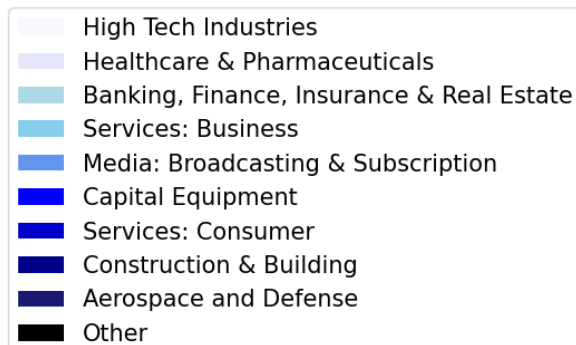 High Tech Industries
Healthcare & Pharmaceuticals
Banking, Finance, Insurance & Real Estate
Services: Business
Media: Broadcasting & Subscription
Capital Equipment
Services: Consumer
Construction & Building
Aerospace and Defense
Other